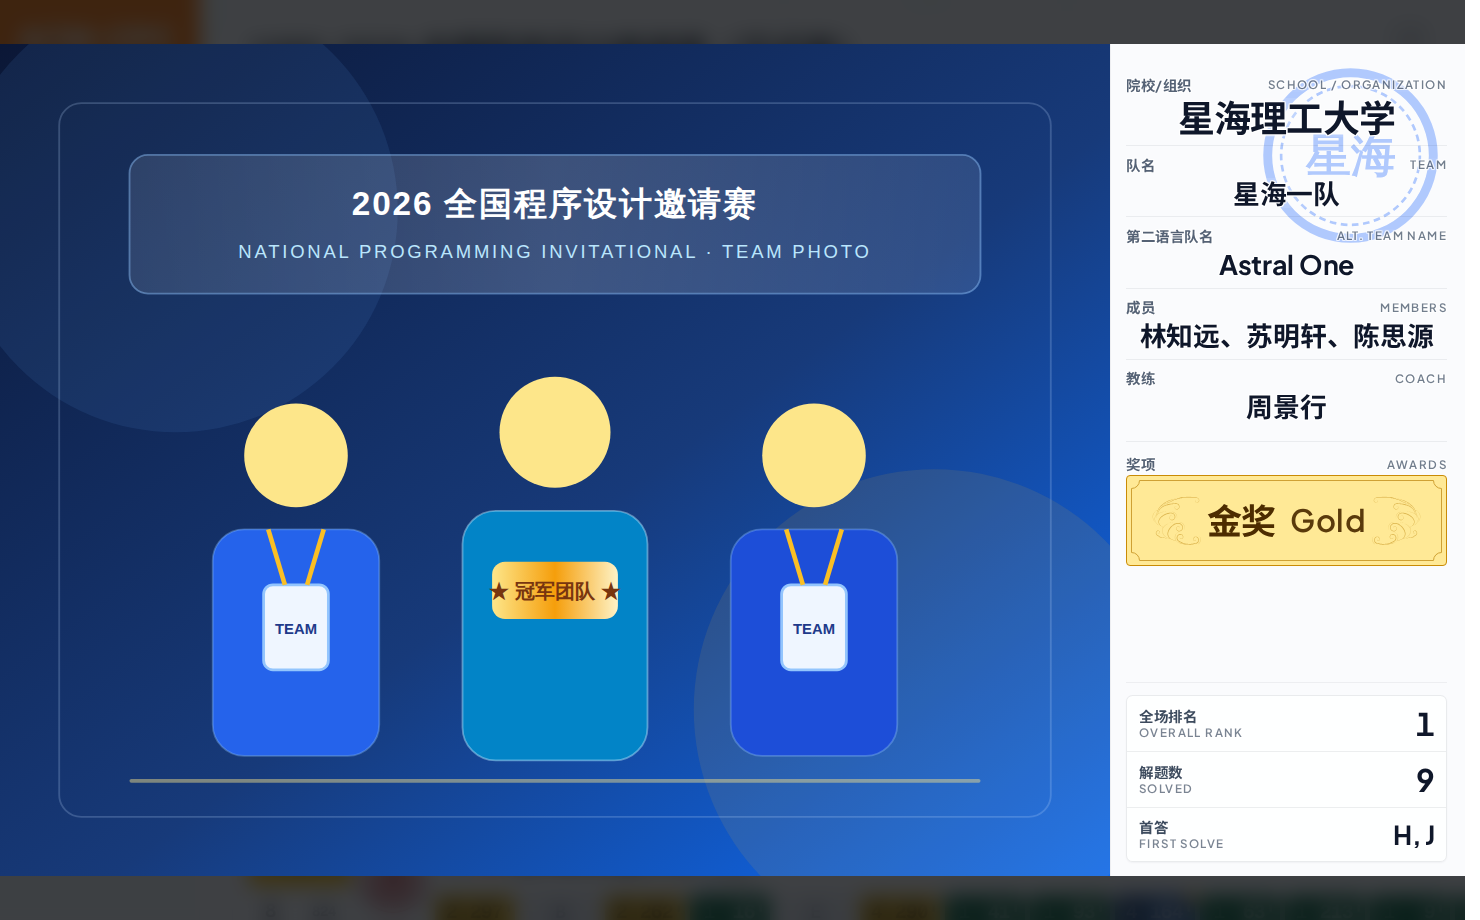 2026 全国程序设计邀请赛
NATIONAL PROGRAMMING INVITATIONAL · TEAM PHOTO
TEAM
★ 冠军团队 ★
TEAM
院校/组织 SCHOOL / ORGANIZATION
星海理工大学
星海
队名 TEAM
星海一队
第二语言队名 ALT. TEAM NAME
Astral One
成员 MEMBERS
林知远、苏明轩、陈思源
教练 COACH
周景行
奖项 AWARDS
金奖 Gold
全场排名 1
OVERALL RANK
解题数 9
SOLVED
首答 H, J
FIRST SOLVE